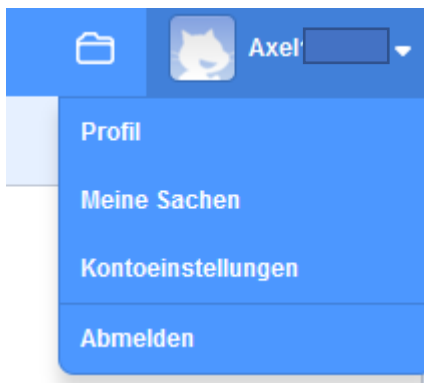 Axel
Profil
Meine Sachen
Kontoeinstellungen
Abmelden